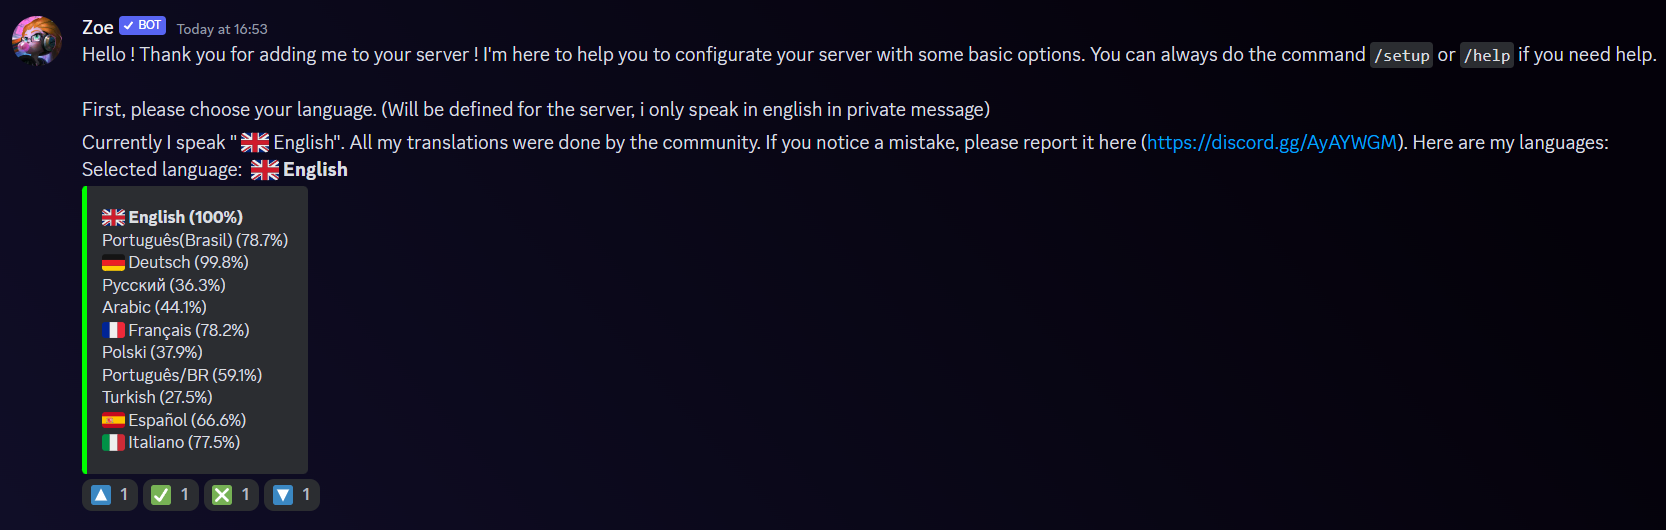 Zoe ✓ BOT Today at 16:53
Hello ! Thank you for adding me to your server ! I'm here to help you to configurate your server with some basic options. You can always do the command /setup or /help if you need help.
First, please choose your language. (Will be defined for the server, i only speak in english in private message)
Currently I speak "🇬🇧 English". All my translations were done by the community. If you notice a mistake, please report it here (https://discord.gg/AyAYWGM). Here are my languages:
Selected language: 🇬🇧 English
🇬🇧 English (100%)
Português(Brasil) (78.7%)
🇩🇪 Deutsch (99.8%)
Русский (36.3%)
Arabic (44.1%)
🇫🇷 Français (78.2%)
Polski (37.9%)
Português/BR (59.1%)
Turkish (27.5%)
🇪🇸 Español (66.6%)
🇮🇹 Italiano (77.5%)
🔼 1 ✅ 1 ❎ 1 🔽 1